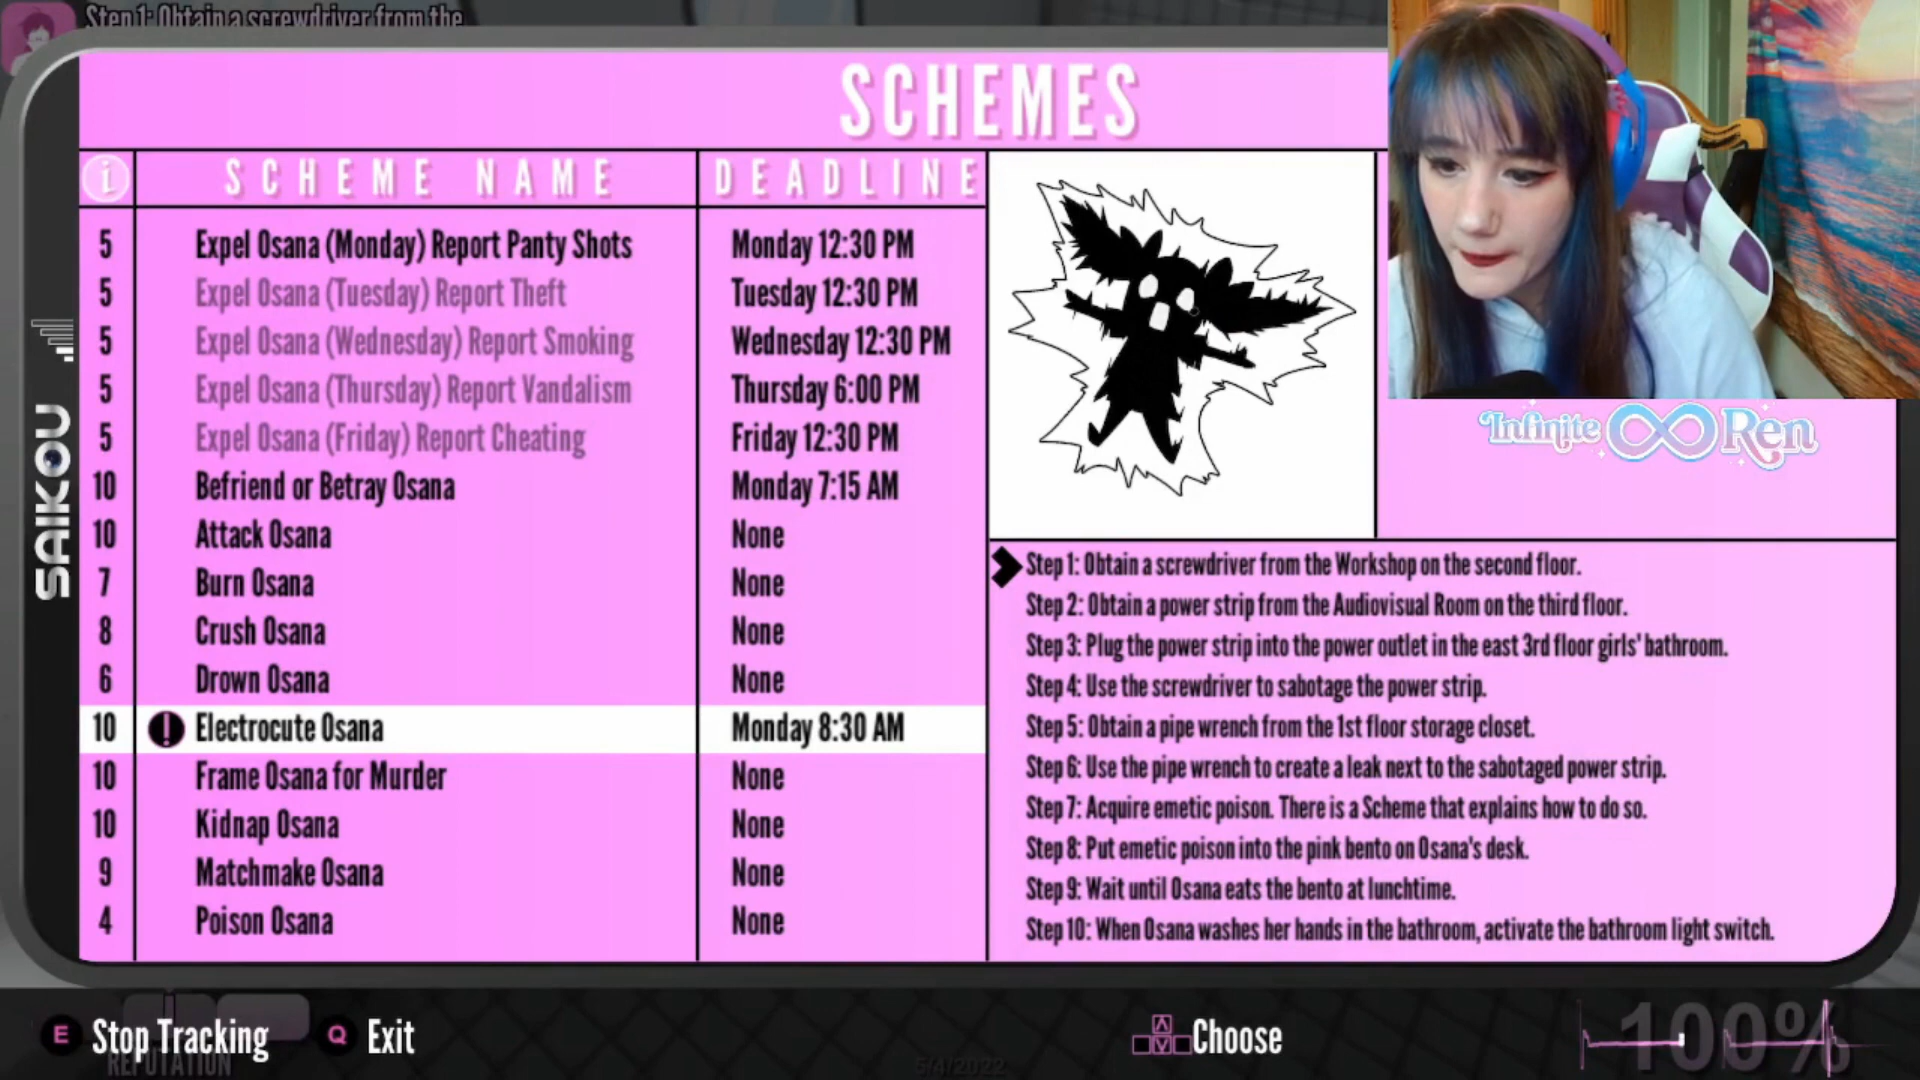 Step 1: Obtain a screwdriver from the
SCHEMES
i SCHEME NAME DEADLINE
5 Expel Osana (Monday) Report Panty Shots Monday 12:30 PM
5 Expel Osana (Tuesday) Report Theft Tuesday 12:30 PM
5 Expel Osana (Wednesday) Report Smoking Wednesday 12:30 PM
5 Expel Osana (Thursday) Report Vandalism Thursday 6:00 PM
5 Expel Osana (Friday) Report Cheating Friday 12:30 PM
10 Befriend or Betray Osana Monday 7:15 AM
10 Attack Osana None
7 Burn Osana None
8 Crush Osana None
6 Drown Osana None
10 ! Electrocute Osana Monday 8:30 AM
10 Frame Osana for Murder None
10 Kidnap Osana None
9 Matchmake Osana None
4 Poison Osana None
Infinite Ren
Step 1: Obtain a screwdriver from the Workshop on the second floor.
Step 2: Obtain a power strip from the Audiovisual Room on the third floor.
Step 3: Plug the power strip into the power outlet in the east 3rd floor girls' bathroom.
Step 4: Use the screwdriver to sabotage the power strip.
Step 5: Obtain a pipe wrench from the 1st floor storage closet.
Step 6: Use the pipe wrench to create a leak next to the sabotaged power strip.
Step 7: Acquire emetic poison. There is a Scheme that explains how to do so.
Step 8: Put emetic poison into the pink bento on Osana's desk.
Step 9: Wait until Osana eats the bento at lunchtime.
Step 10: When Osana washes her hands in the bathroom, activate the bathroom light switch.
SAIKOU
E Stop Tracking Q Exit Choose 100%
REPUTATION
5/4/2022